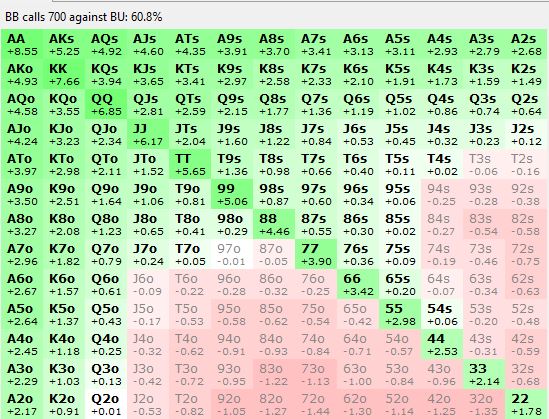 BB calls 700 against BU: 60.8%
AA AKs AQs AJs ATs A9s A8s A7s A6s A5s A4s A3s A2s
+8.55 +5.25 +4.92 +4.60 +4.35 +3.91 +3.70 +3.41 +3.13 +3.11 +2.93 +2.79 +2.68
AKo KK KQs KJs KTs K9s K8s K7s K6s K5s K4s K3s K2s
+4.93 +7.66 +3.94 +3.65 +3.41 +2.97 +2.58 +2.33 +2.10 +1.91 +1.73 +1.59 +1.49
AQo KQo QQ QJs QTs Q9s Q8s Q7s Q6s Q5s Q4s Q3s Q2s
+4.58 +3.55 +6.85 +2.81 +2.59 +2.15 +1.77 +1.36 +1.19 +1.02 +0.86 +0.74 +0.64
AJo KJo QJo JJ JTs J9s J8s J7s J6s J5s J4s J3s J2s
+4.24 +3.23 +2.34 +6.17 +2.04 +1.60 +1.22 +0.84 +0.53 +0.45 +0.32 +0.23 +0.12
ATo KTo QTo JTo TT T9s T8s T7s T6s T5s T4s T3s T2s
+3.97 +2.98 +2.11 +1.52 +5.65 +1.36 +0.98 +0.66 +0.40 +0.11 +0.02 -0.06 -0.16
A9o K9o Q9o J9o T9o 99 98s 97s 96s 95s 94s 93s 92s
+3.50 +2.51 +1.64 +1.06 +0.81 +5.06 +0.87 +0.60 +0.34 +0.06 -0.25 -0.28 -0.38
A8o K8o Q8o J8o T8o 98o 88 87s 86s 85s 84s 83s 82s
+3.27 +2.08 +1.23 +0.65 +0.41 +0.29 +4.46 +0.55 +0.30 +0.02 -0.27 -0.54 -0.58
A7o K7o Q7o J7o T7o 97o 87o 77 76s 75s 74s 73s 72s
+2.96 +1.82 +0.79 +0.24 +0.05 -0.01 -0.05 +3.90 +0.36 +0.09 -0.19 -0.46 -0.75
A6o K6o Q6o J6o T6o 96o 86o 76o 66 65s 64s 63s 62s
+2.67 +1.57 +0.61 -0.09 -0.22 -0.28 -0.32 -0.25 +3.42 +0.20 -0.07 -0.34 -0.63
A5o K5o Q5o J5o T5o 95o 85o 75o 65o 55 54s 53s 52s
+2.64 +1.37 +0.43 -0.17 -0.53 -0.58 -0.62 -0.54 -0.42 +2.98 +0.06 -0.20 -0.48
A4o K4o Q4o J4o T4o 94o 84o 74o 64o 54o 44 43s 42s
+2.45 +1.18 +0.25 -0.32 -0.62 -0.91 -0.93 -0.84 -0.71 -0.57 +2.53 -0.31 -0.59
A3o K3o Q3o J3o T3o 93o 83o 73o 63o 53o 43o 33 32s
+2.29 +1.03 +0.13 -0.42 -0.72 -0.95 -1.22 -1.13 -1.00 -0.84 -0.96 +2.14 -0.68
A2o K2o Q2o J2o T2o 92o 82o 72o 62o 52o 42o 32o 22
+2.17 +0.91 +0.01 -0.53 -0.82 -1.05 -1.27 -1.44 -1.30 -1.14 -1.25 -1.35 +1.78